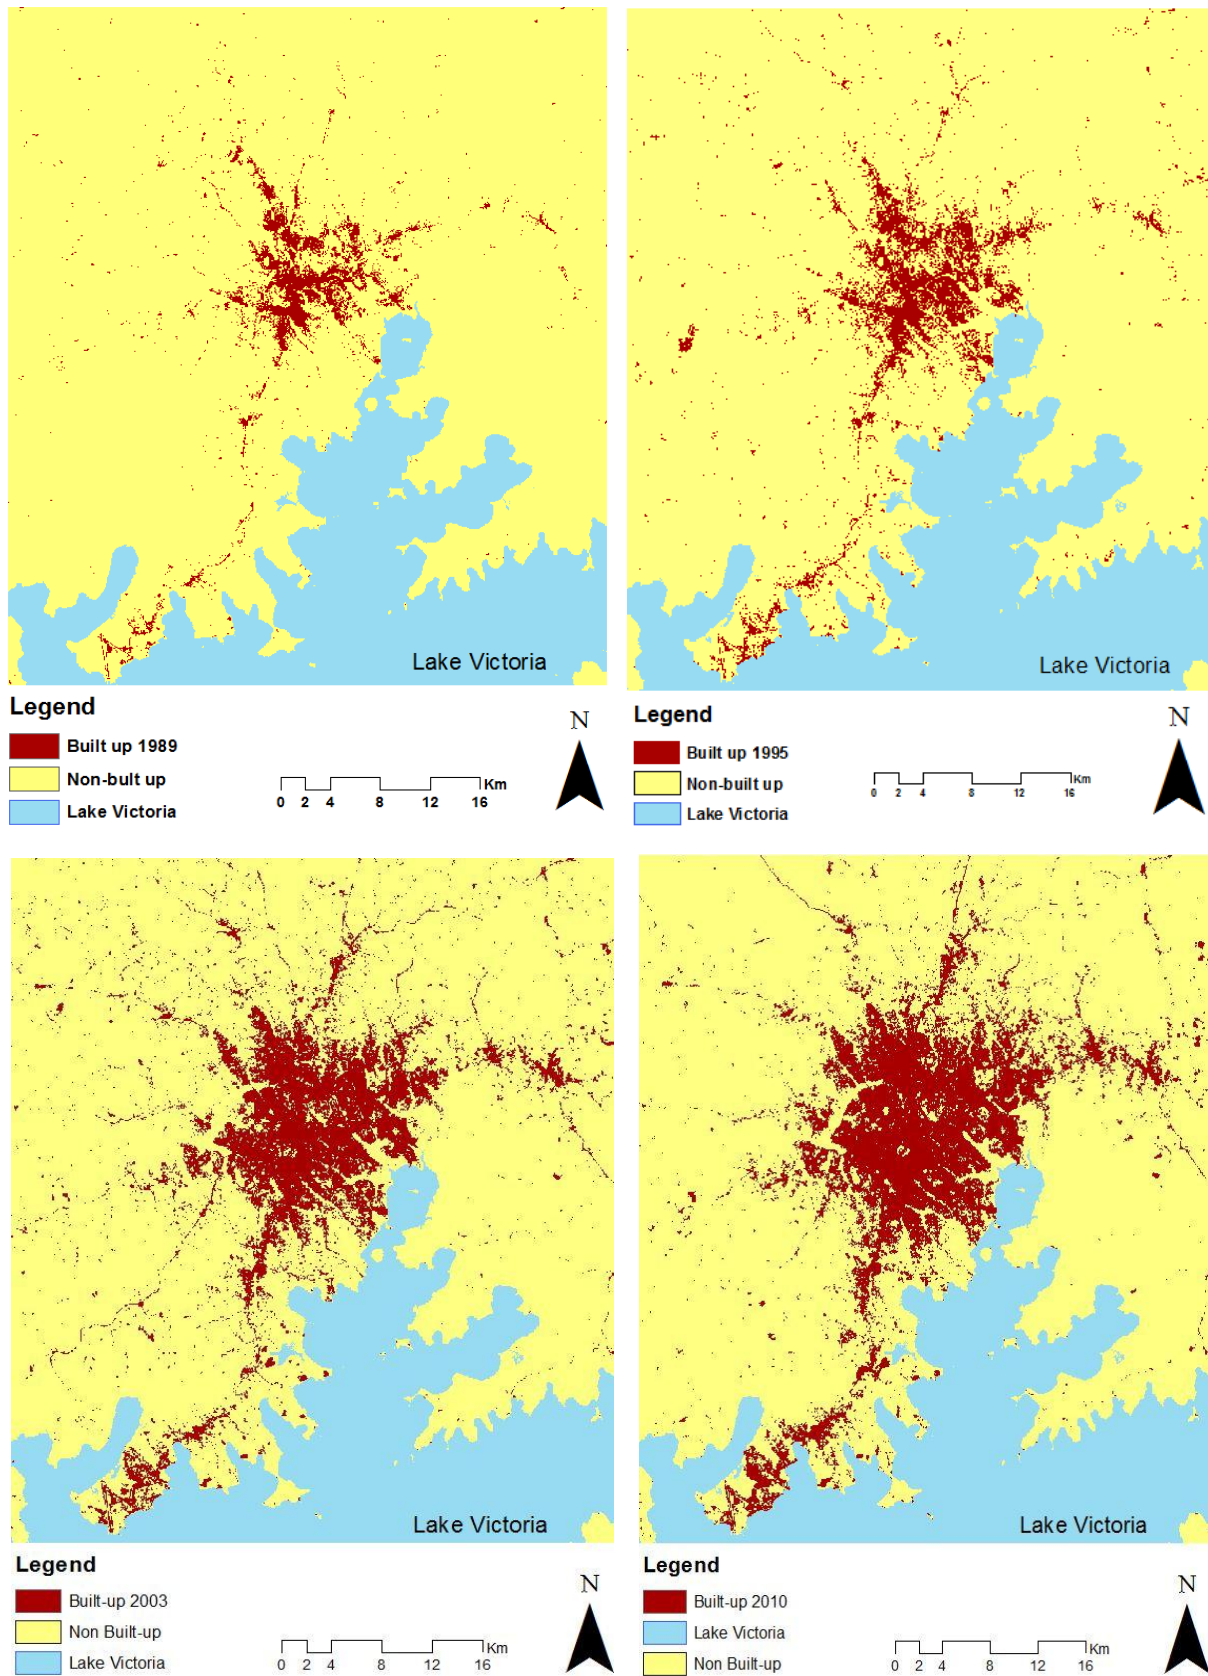 Lake Victoria
Legend
Built up 1989
Non-bult up
Lake Victoria
N
Km
0 2 4 8 12 16
Lake Victoria
Legend
Built up 1995
Non-built up
Lake Victoria
N
Km
0 2 4 8 12 16
Lake Victoria
Legend
Built-up 2003
Non Built-up
Lake Victoria
N
Km
0 2 4 8 12 16
Lake Victoria
Legend
Built-up 2010
Lake Victoria
Non Built-up
N
Km
0 2 4 8 12 16